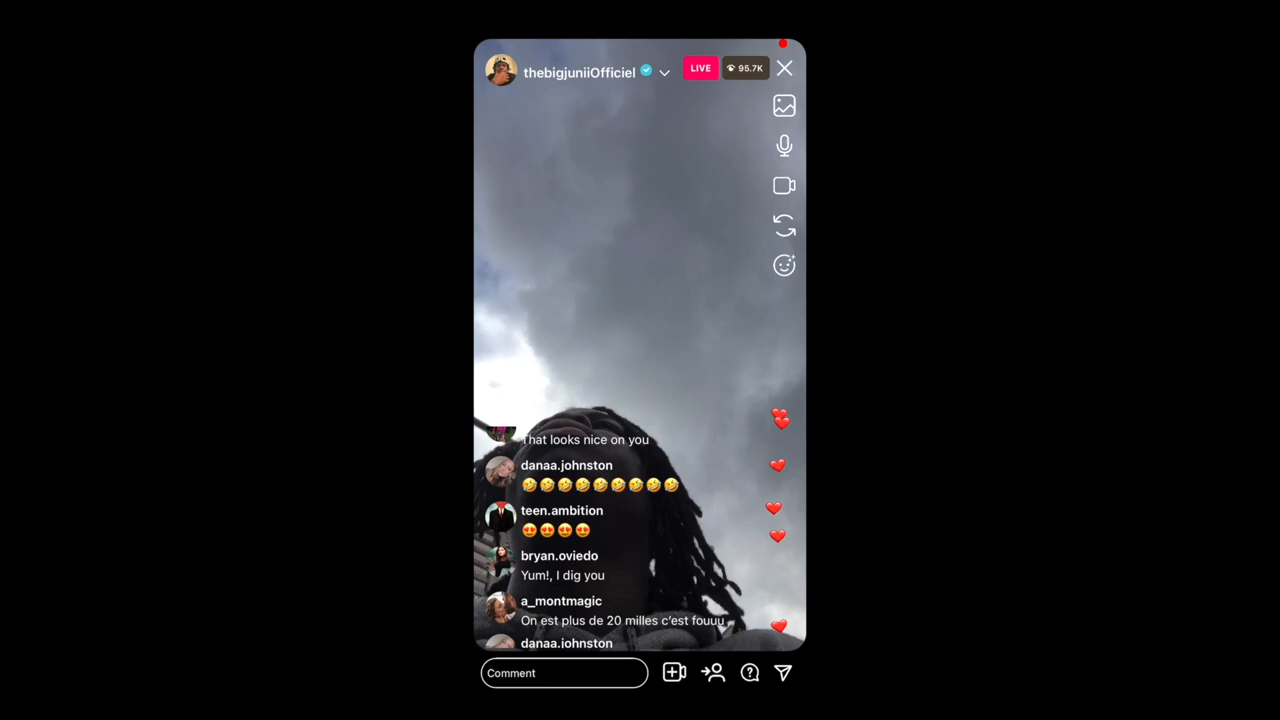 thebigjuniiOfficiel
LIVE
95.7K
That looks nice on you
danaa.johnston
🤣🤣🤣🤣🤣🤣🤣🤣🤣
teen.ambition
😍😍😍😍
bryan.oviedo
Yum!, I dig you
a_montmagic
On est plus de 20 milles c'est fouuu
danaa.johnston
Comment